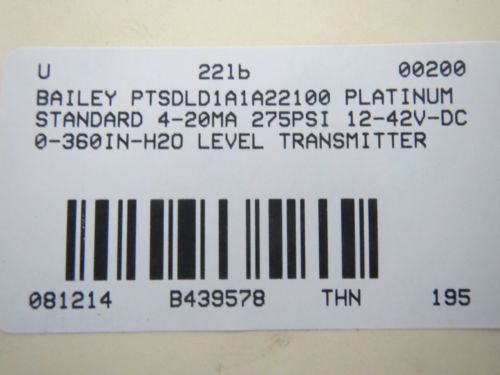 U 22lb 00200
BAILEY PTSDLD1A1A22100 PLATINUM
STANDARD 4-20MA 275PSI 12-42V-DC
0-360IN-H2O LEVEL TRANSMITTER
081214 B439578 THN 195